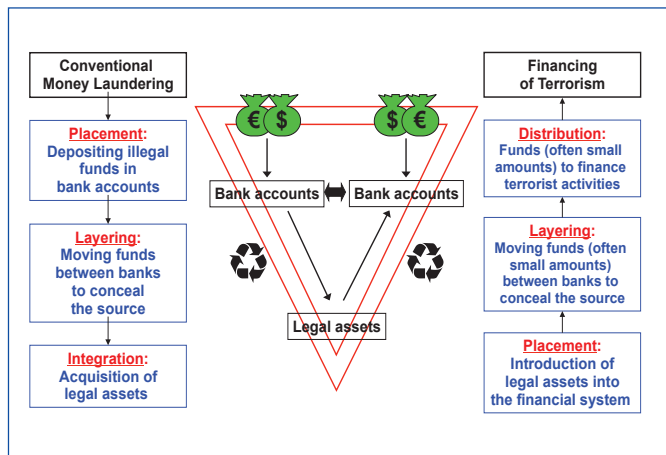 Conventional
Money Laundering
Placement:
Depositing illegal
funds in
bank accounts
Layering:
Moving funds
between banks
to conceal
the source
Integration:
Acquisition of
legal assets
€ $
$ €
Bank accounts
Bank accounts
Legal assets
Financing
of Terrorism
Distribution:
Funds (often small
amounts) to finance
terrorist activities
Layering:
Moving funds (often
small amounts)
between banks to
conceal the source
Placement:
Introduction of
legal assets into
the financial system